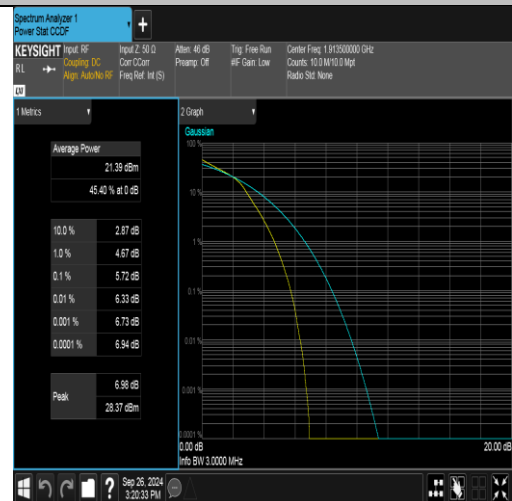 Spectrum Analyzer 1
Power Stat CCDF
+
KEYSIGHT Input: RF Input Z: 50 Ω Atten: 46 dB Trig: Free Run Center Freq: 1.913500000 GHz
RL Coupling: DC Corr CCorr Preamp: Off #IF Gain: Low Counts: 10.0 M/10.0 Mpt
Align: Auto/No RF Freq Ref: Int (S) Radio Std: None
LXI
1 Metrics
Average Power
21.39 dBm
45.40 % at 0 dB
10.0 % 2.87 dB
1.0 % 4.67 dB
0.1 % 5.72 dB
0.01 % 6.33 dB
0.001 % 6.73 dB
0.0001 % 6.94 dB
Peak 6.98 dB
28.37 dBm
2 Graph
Gaussian
100 %
10 %
1 %
0.1 %
0.01 %
0.001 %
0.0001 %
0.00 dB 20.00 dB
Info BW 3.0000 MHz
? Sep 26, 2024
3:20:33 PM